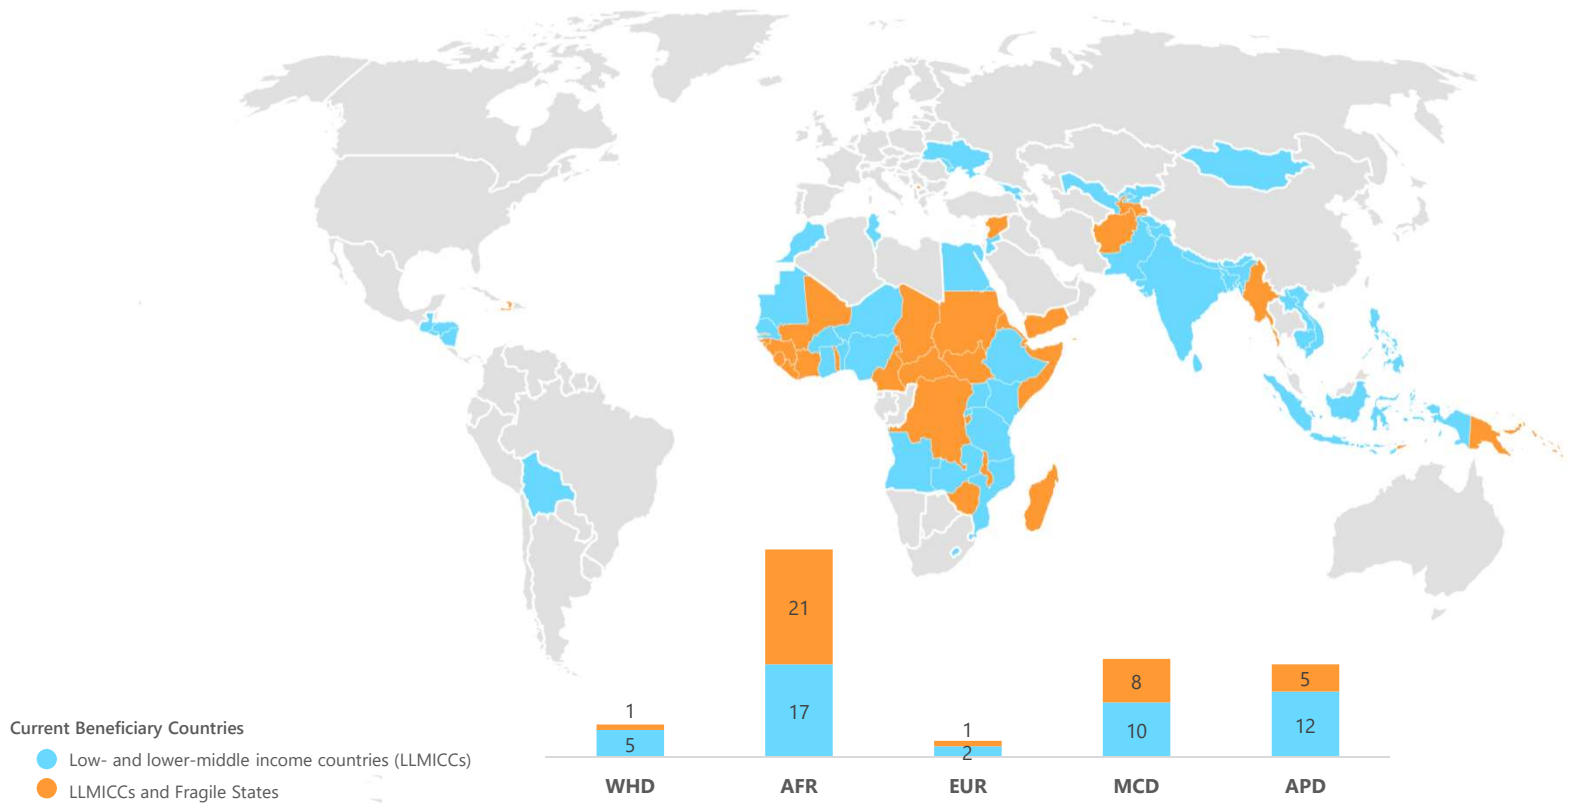 21
17
8
10
5
12
1
5
1
2
Current Beneficiary Countries
Low- and lower-middle income countries (LLMICCs)
LLMICCs and Fragile States
WHD
AFR
EUR
MCD
APD